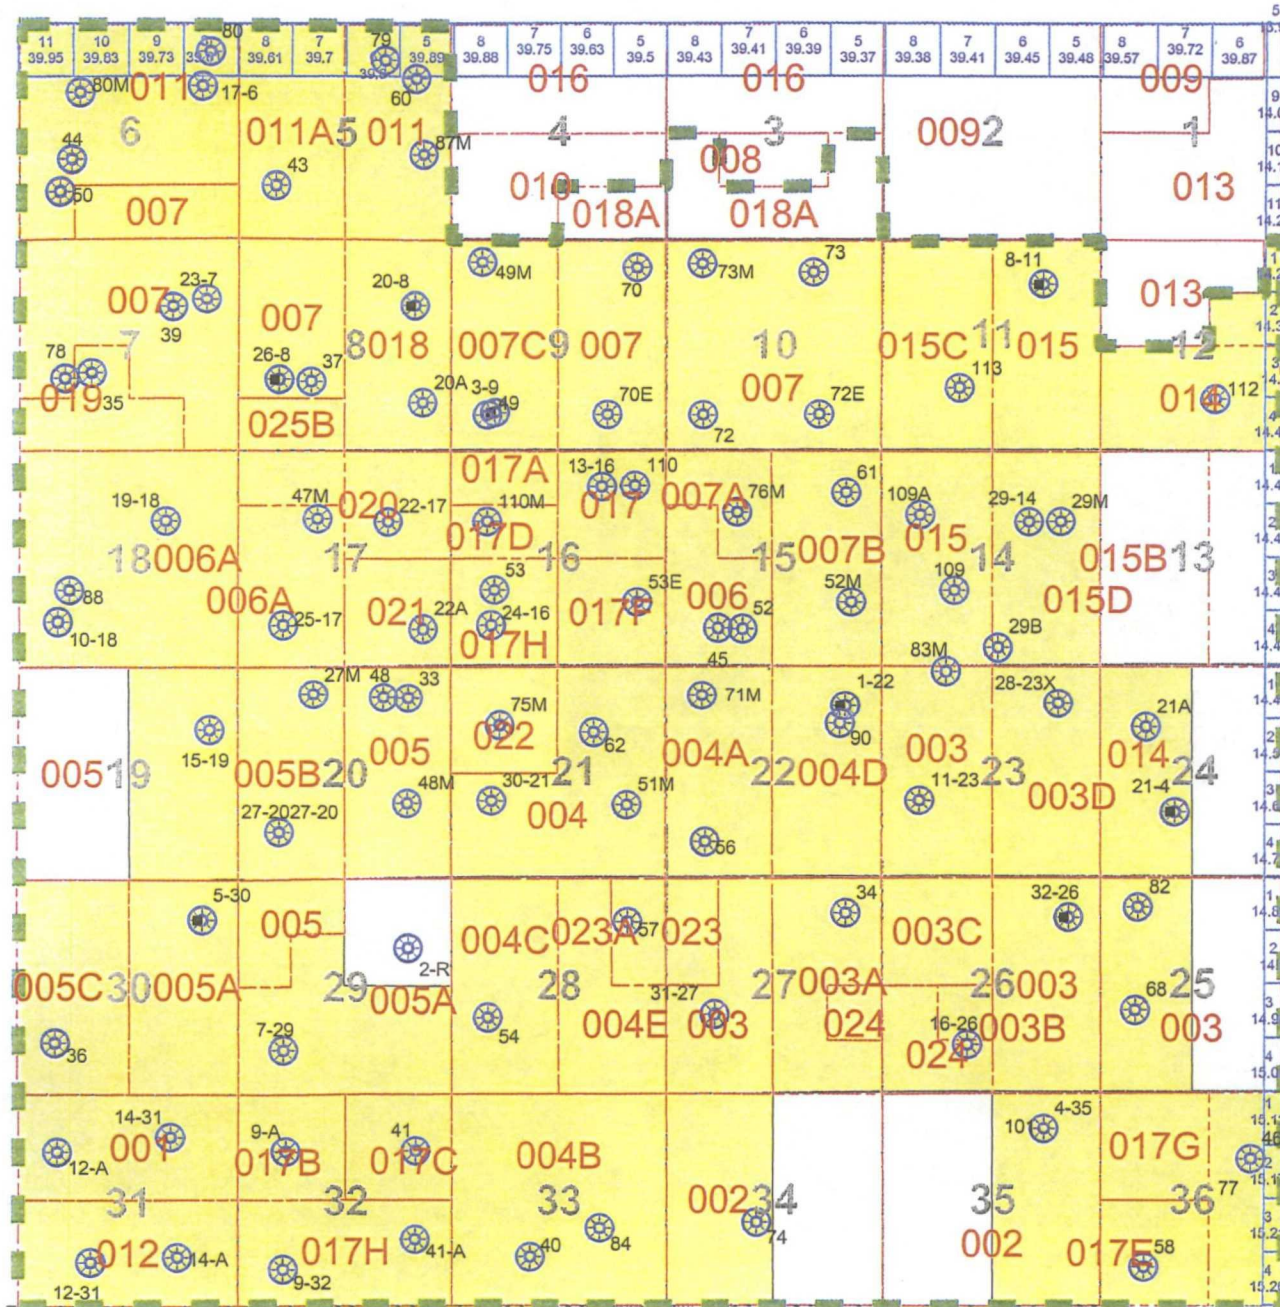 11 10 9 80 8 7 79 5 8 7 6 5 8 7 6 5 8 7 6 5 8 7 6
39.95 39.83 39.73 39.61 39.7 39.89 39.88 39.75 39.63 39.5 39.43 39.41 39.39 39.37 39.38 39.41 39.45 39.48 39.57 39.72 39.87
80M 011 17-6 60 016 016 009
44 6 011A 5 011 4 3 009 2 1
87M 008
50 43 010 013
007 018A 018A
23-7 20-8 49M 70 73M 73 8-11
007 39 007 013
7 8 018 007C 9 007 10 015C 11 015 12
78 26-8 37 007
019 35 20A 3-9 49 70E 72E 113 014 112
025B 72
017A 13-16 110 61
19-18 47M 020 22-17 110M 017 007A 76M 109A 29-14 29M
18 006A 17 017D 16 15 007B 015 14 015B 13
88 006A 53 53E 006 52M 109 015D
10-18 25-17 021 22A 24-16 017F 52
017H 45 83M 29B
27M 48 33 75M 71M 1-22 28-23X 21A
15-19 005 022 62 90 003 014
005 19 005B 20 21 004A 22 004D 23 24
48M 30-21 51M 11-23 003D 21-4
27-20 27-20 004 56
5-30 34 32-26 82
005 004C 023A 57 023 003C
2-R
005C 30 005A 29 005A 28 27 003A 26 003 25
31-27 68
36 7-29 54 004E 003 024 16-26 003B 003
024
14-31 9-A 41 101 4-35
001 017B 017C 004B 017G
12-A 77
31 32 33 002 34 35 36
012 14-A 017H 41-A 40 84 74 002 017E 58
12-31 9-32